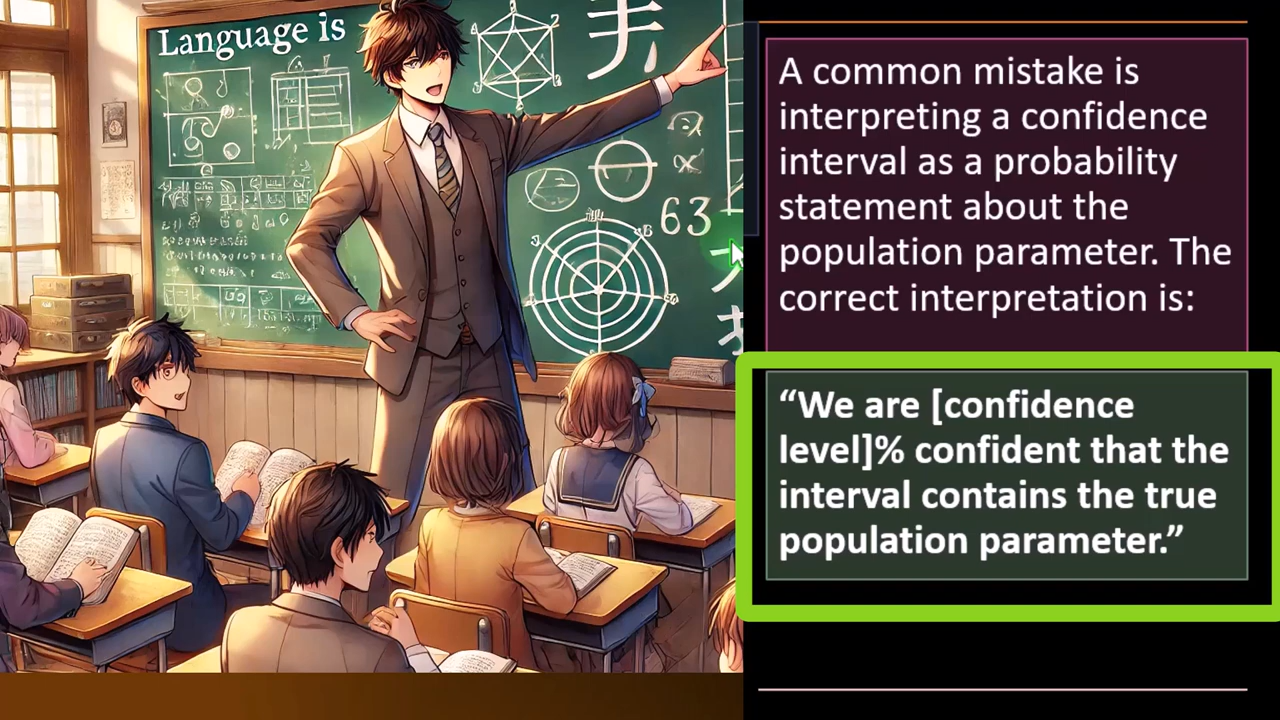 Language is
63
A common mistake is
interpreting a confidence
interval as a probability
statement about the
population parameter. The
correct interpretation is:
“We are [confidence
level]% confident that the
interval contains the true
population parameter.”